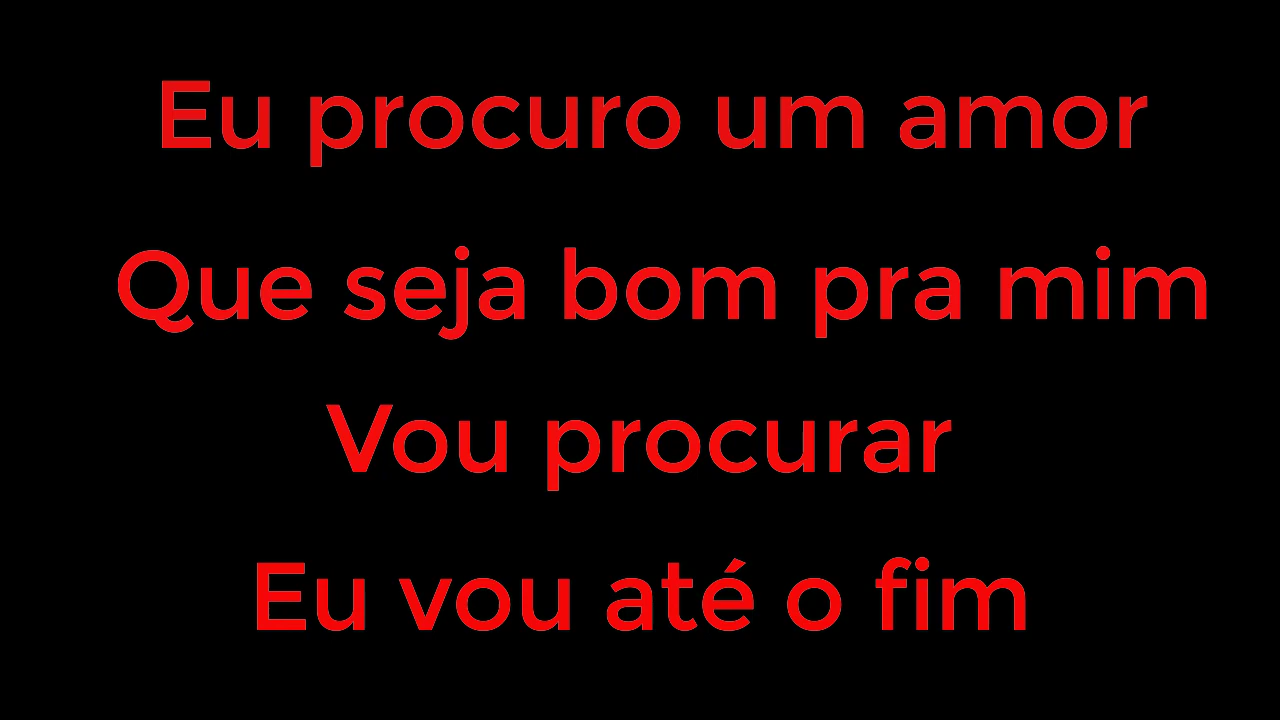 Eu procuro um amor
Que seja bom pra mim
Vou procurar
Eu vou até o fim